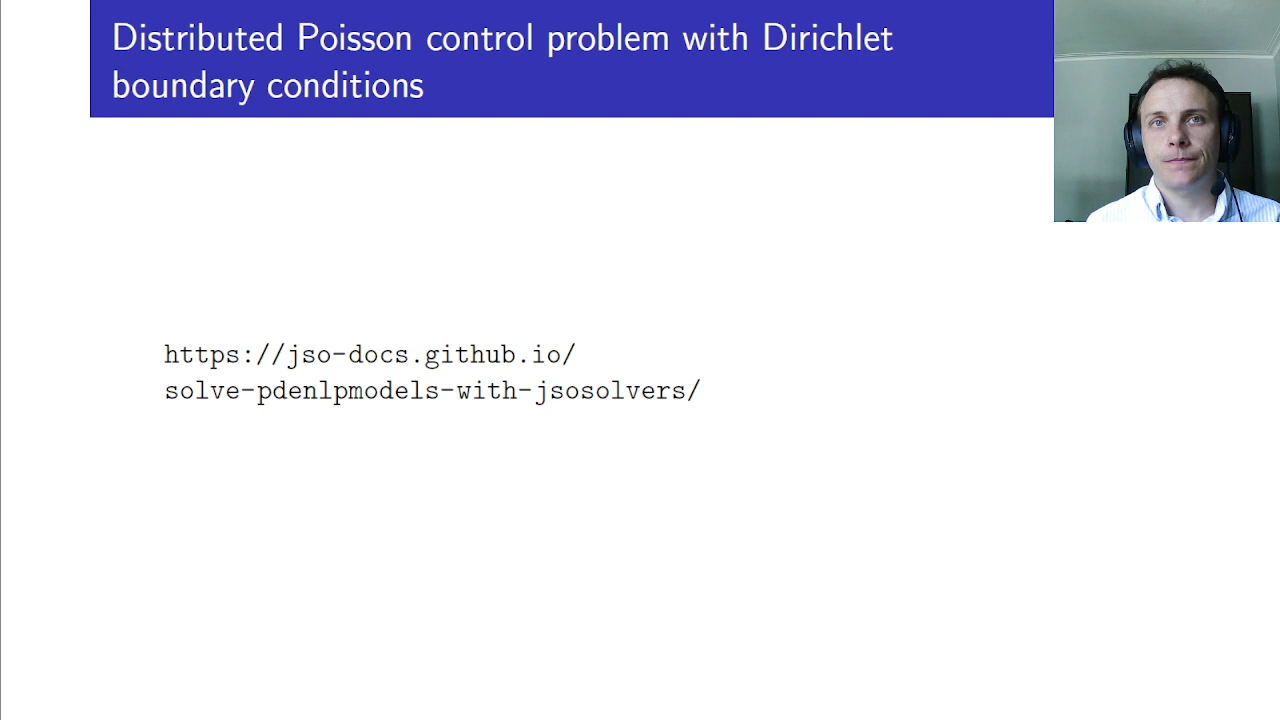 Distributed Poisson control problem with Dirichlet
boundary conditions
https://jso-docs.github.io/
solve-pdenlpmodels-with-jsosolvers/